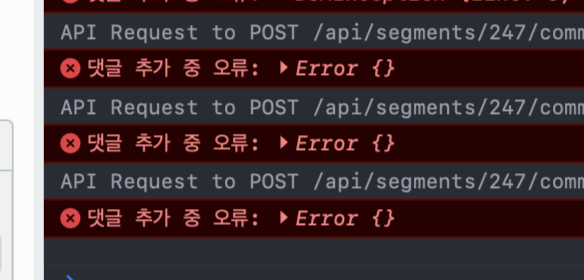 API Request to POST /api/segments/247/comm
댓글 추가 중 오류: Error {}
API Request to POST /api/segments/247/comm
댓글 추가 중 오류: Error {}
API Request to POST /api/segments/247/comm
댓글 추가 중 오류: Error {}